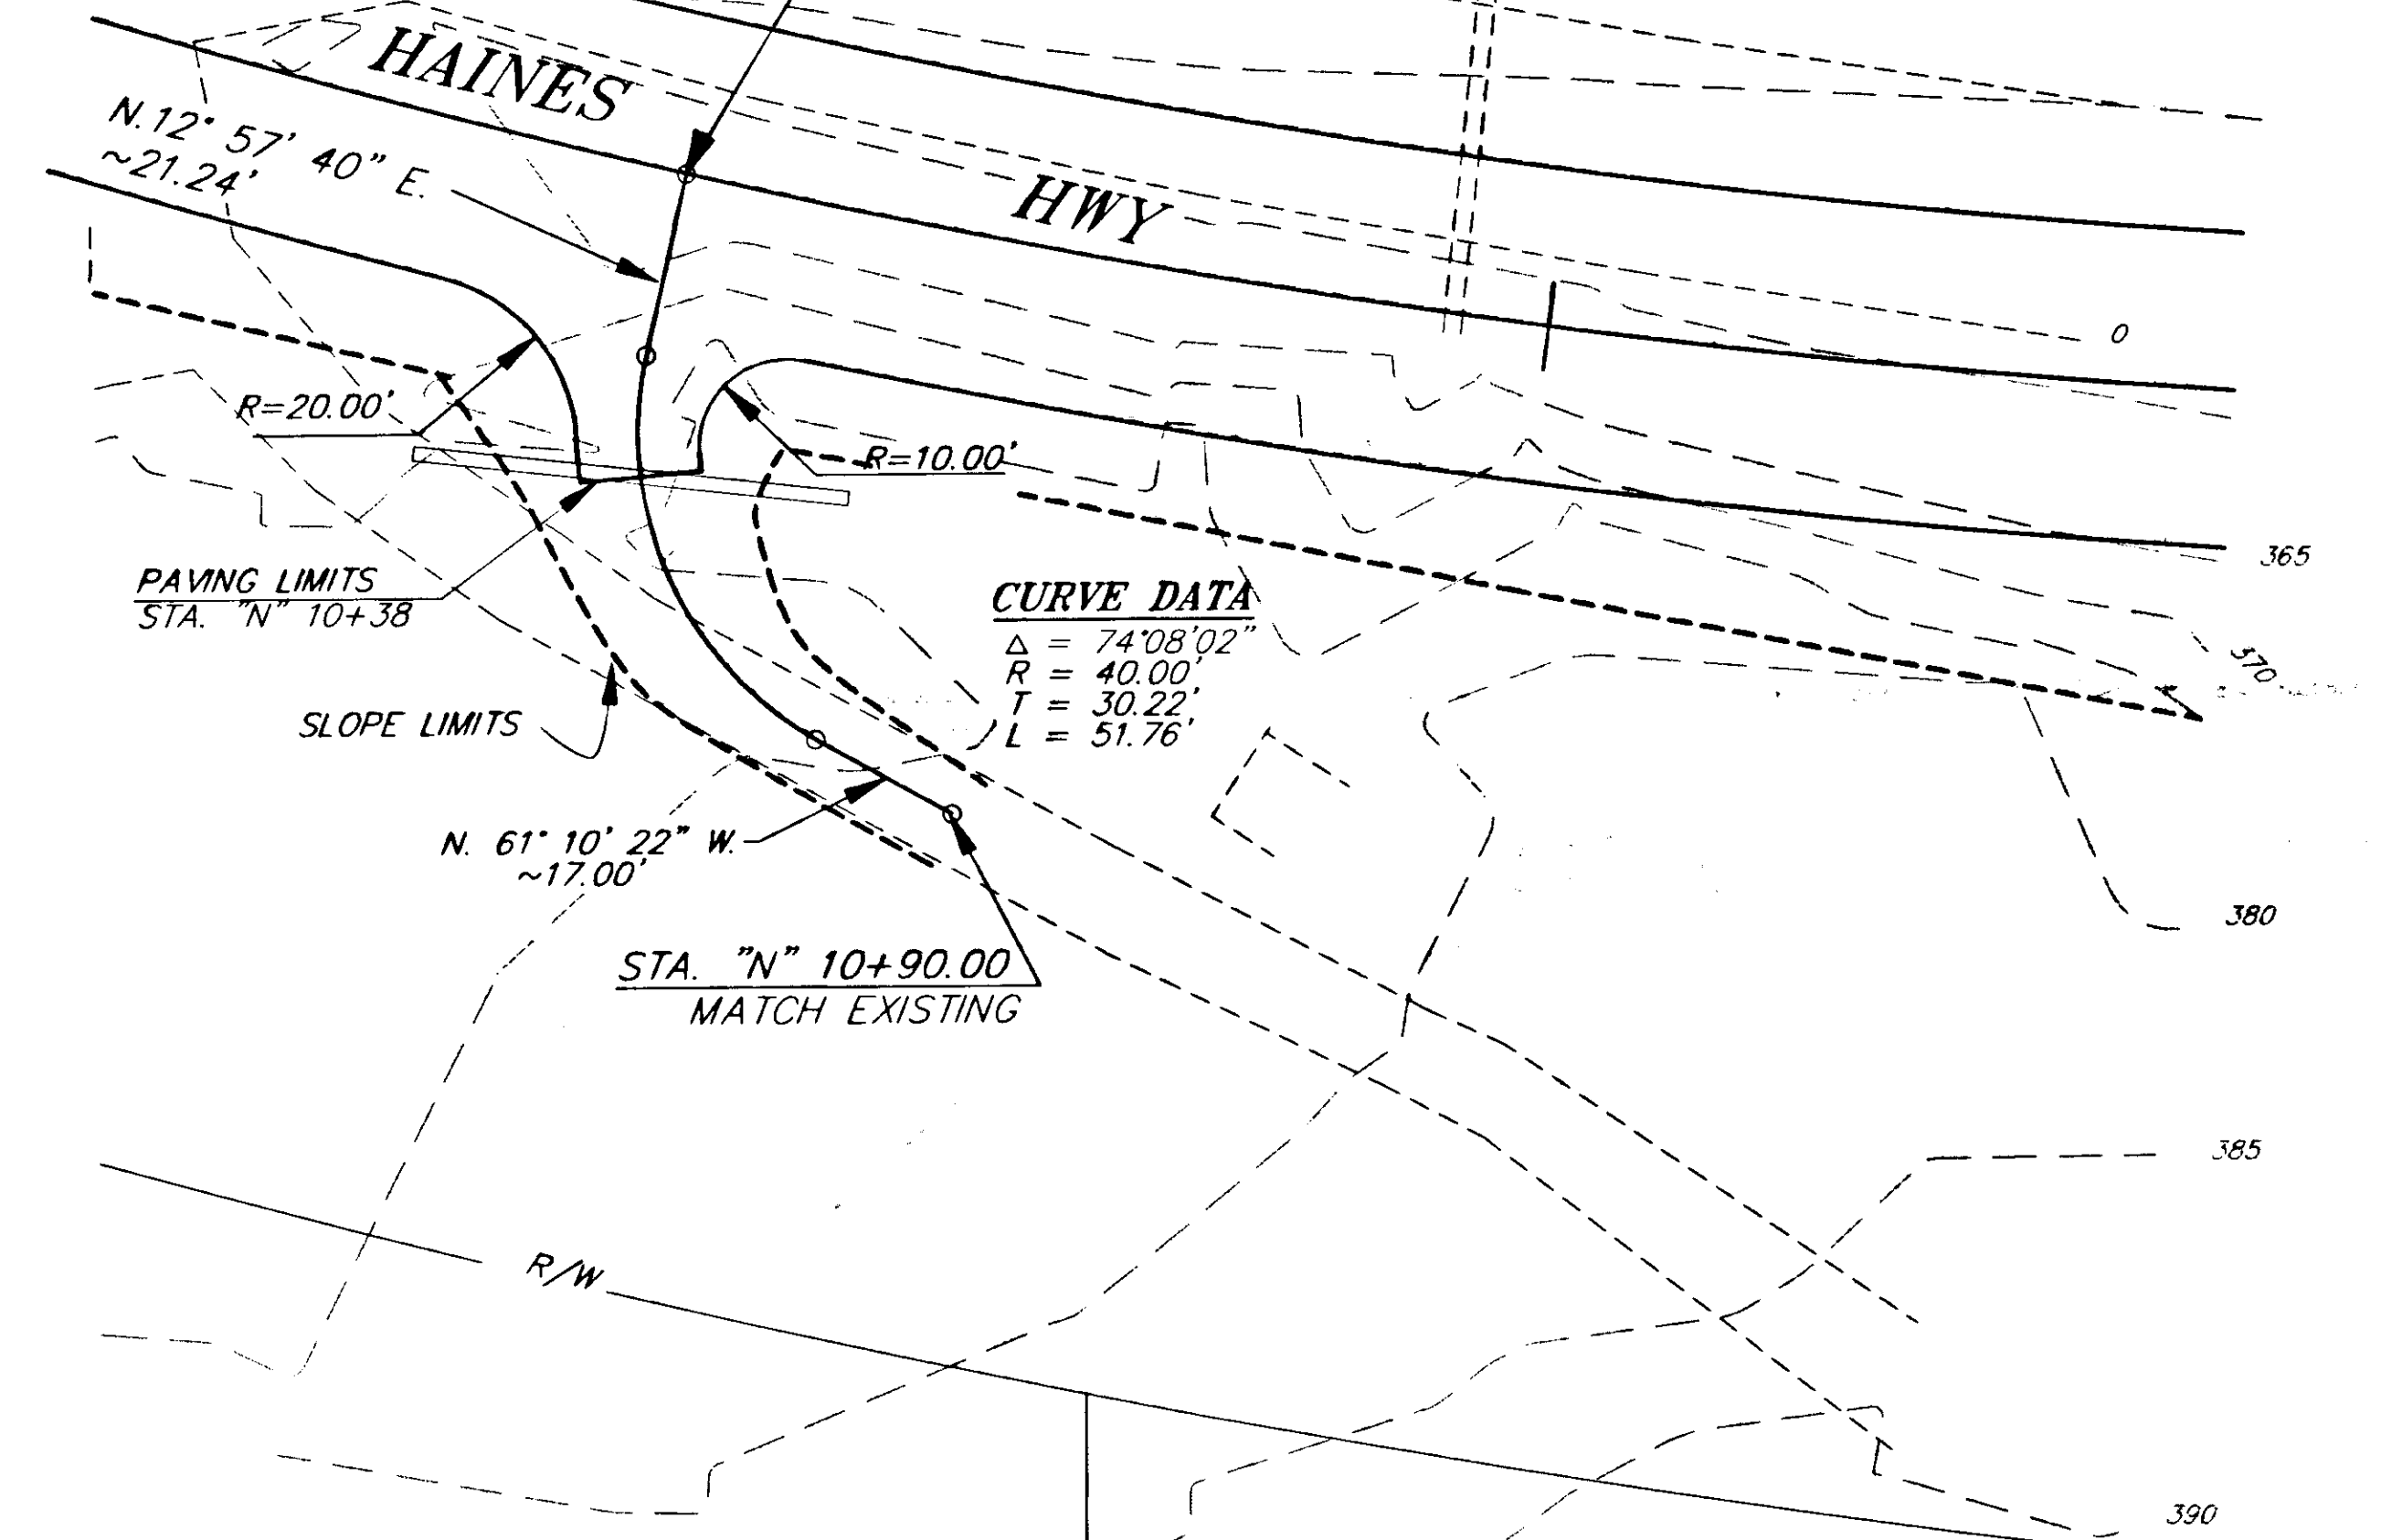 HAINES
HWY
N.12° 57' 40" E.
~21.24'
0
R=20.00'
R=10.00'
365
PAVING LIMITS
STA. "N" 10+38
CURVE DATA
Δ = 74°08'02"
R = 40.00'
T = 30.22'
L = 51.76'
370
SLOPE LIMITS
N. 61° 10' 22" W.
~17.00'
380
STA. "N" 10+90.00
MATCH EXISTING
385
R/W
390